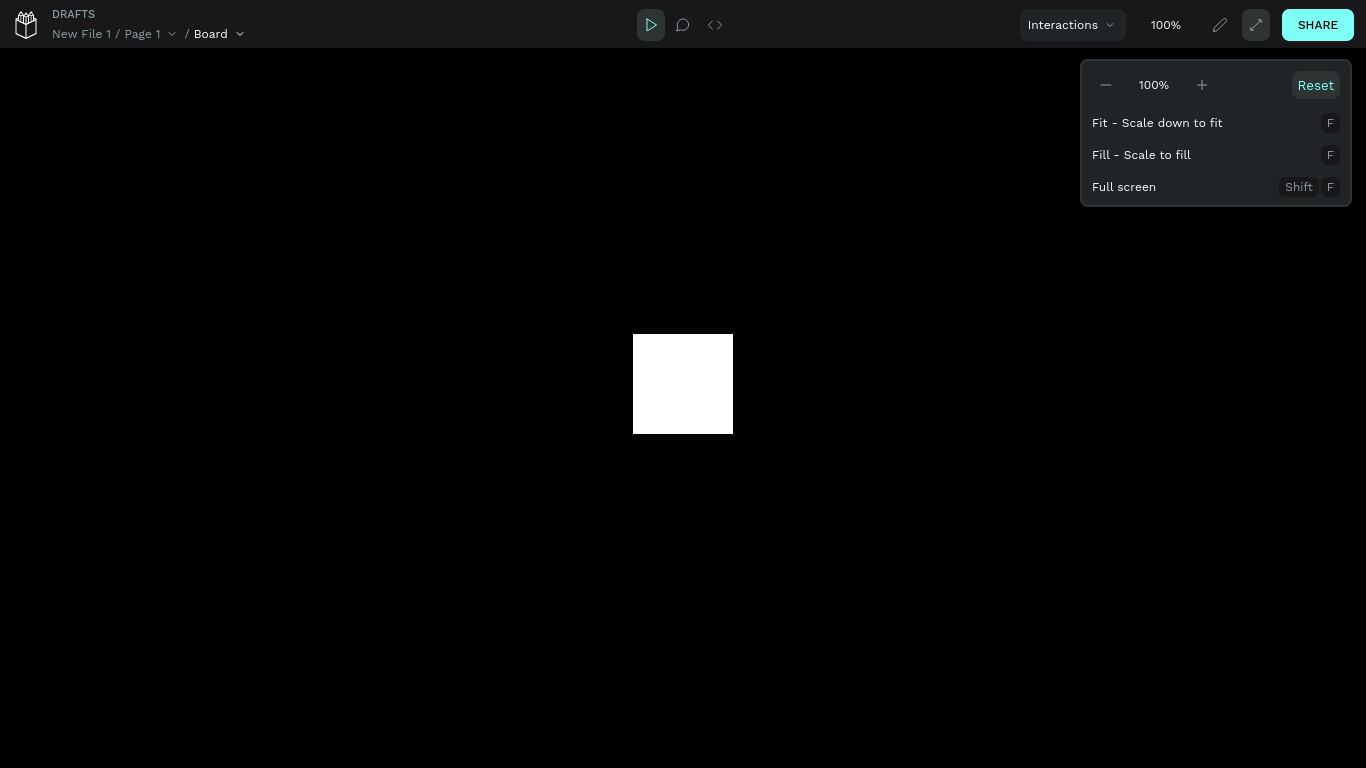 DRAFTS
New File 1 / Page 1 / Board
Interactions
100%
SHARE
100%
Reset
Fit - Scale down to fit F
Fill - Scale to fill F
Full screen Shift F